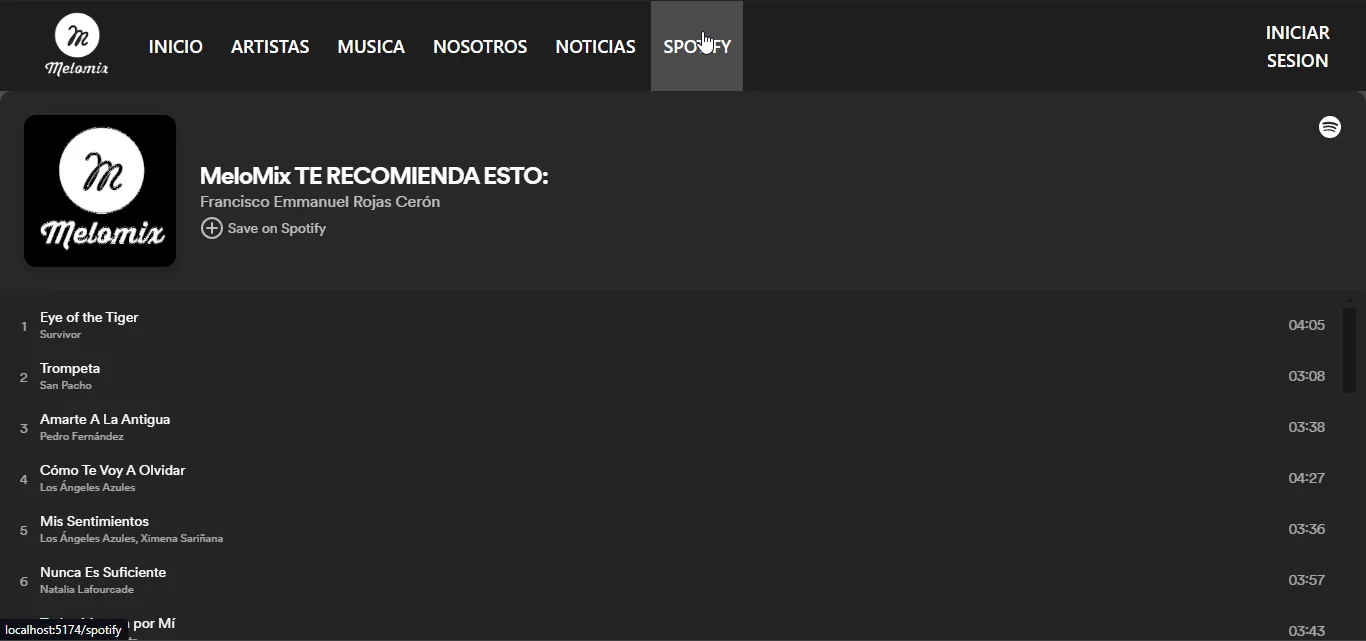 Melomix
INICIO
ARTISTAS
MUSICA
NOSOTROS
NOTICIAS
INICIAR
SESION
Melomix
MeloMix TE RECOMIENDA ESTO:
Francisco Emmanuel Rojas Cerón
Save on Spotify
1 Eye of the Tiger 04:05
Survivor
2 Trompeta 03:08
San Pacho
3 Amarte A La Antigua 03:38
Pedro Fernández
4 Cómo Te Voy A Olvidar 04:27
Los Ángeles Azules
5 Mis Sentimientos 03:36
Los Ángeles Azules, Ximena Sariñana
6 Nunca Es Suficiente 03:57
Natalia Lafourcade
por Mí 03:43
localhost:5174/spotify